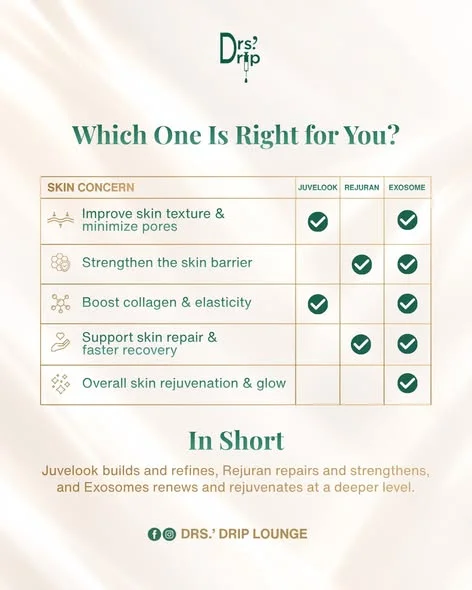 Drs.'
Drip
Which One Is Right for You?
SKIN CONCERN JUVELOOK REJURAN EXOSOME
Improve skin texture &
minimize pores
Strengthen the skin barrier
Boost collagen & elasticity
Support skin repair &
faster recovery
Overall skin rejuvenation & glow
In Short
Juvelook builds and refines, Rejuran repairs and strengthens,
and Exosomes renews and rejuvenates at a deeper level.
DRS.' DRIP LOUNGE